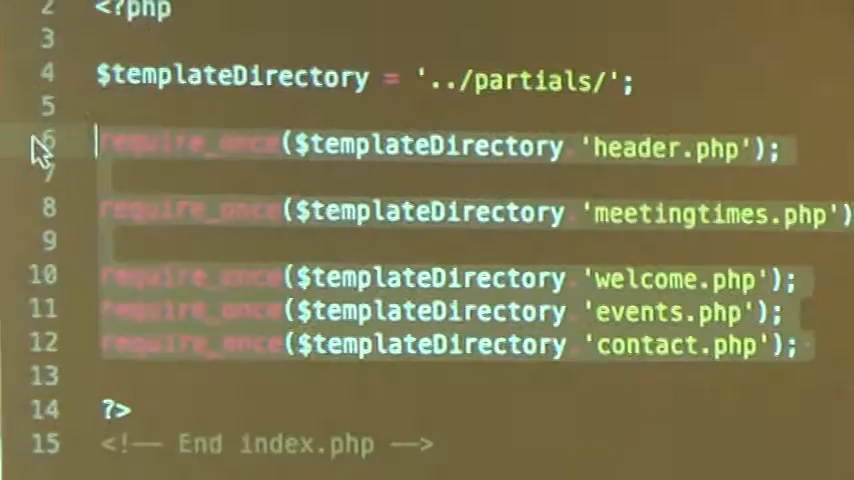 2 <?php
3
4 $templateDirectory = '../partials/';
5
6 require_once($templateDirectory.'header.php');
7
8 require_once($templateDirectory.'meetingtimes.php')
9
10 require_once($templateDirectory.'welcome.php');
11 require_once($templateDirectory.'events.php');
12 require_once($templateDirectory.'contact.php');
13
14 ?>
15 <!-- End index.php -->